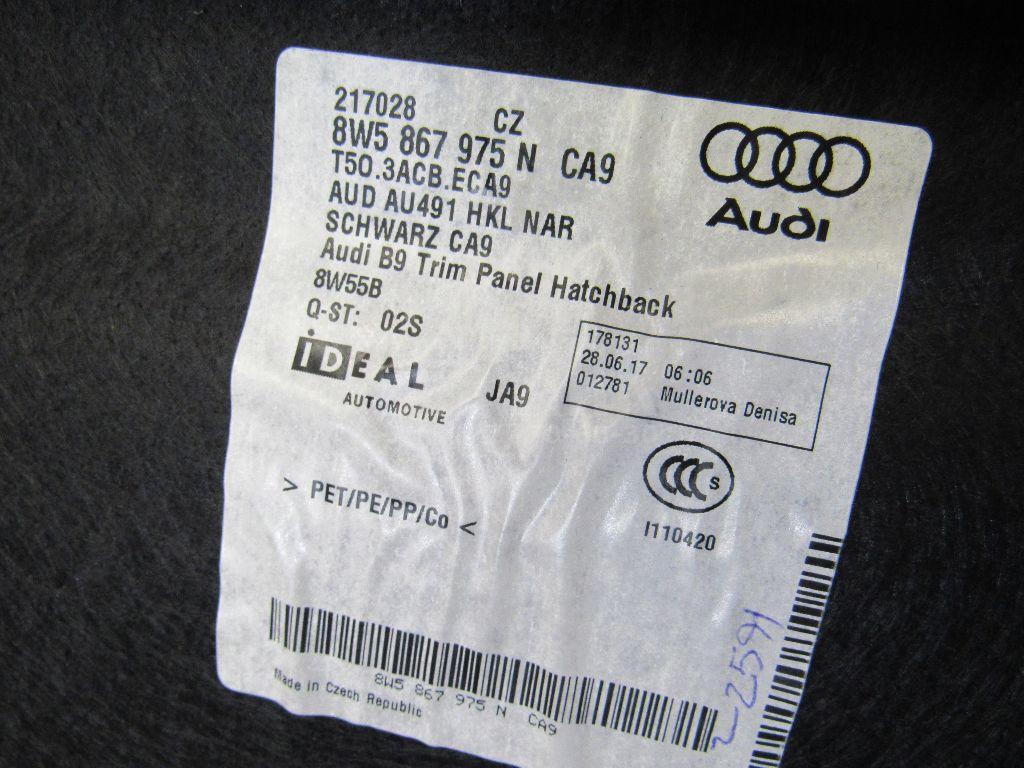 217028 CZ
8W5 867 975 N CA9
T50.3ACB.ECA9
AUD AU491 HKL NAR
SCHWARZ CA9
Audi B9 Trim Panel Hatchback
8W55B
Q-ST: 02S
Audi
178131
28.06.17 06:06
012781 Mullerova Denisa
iDEAL
AUTOMOTIVE
JA9
CCC S
I110420
> PET/PE/PP/Co <
8W5 867 975 N CA9
Made in Czech Republic